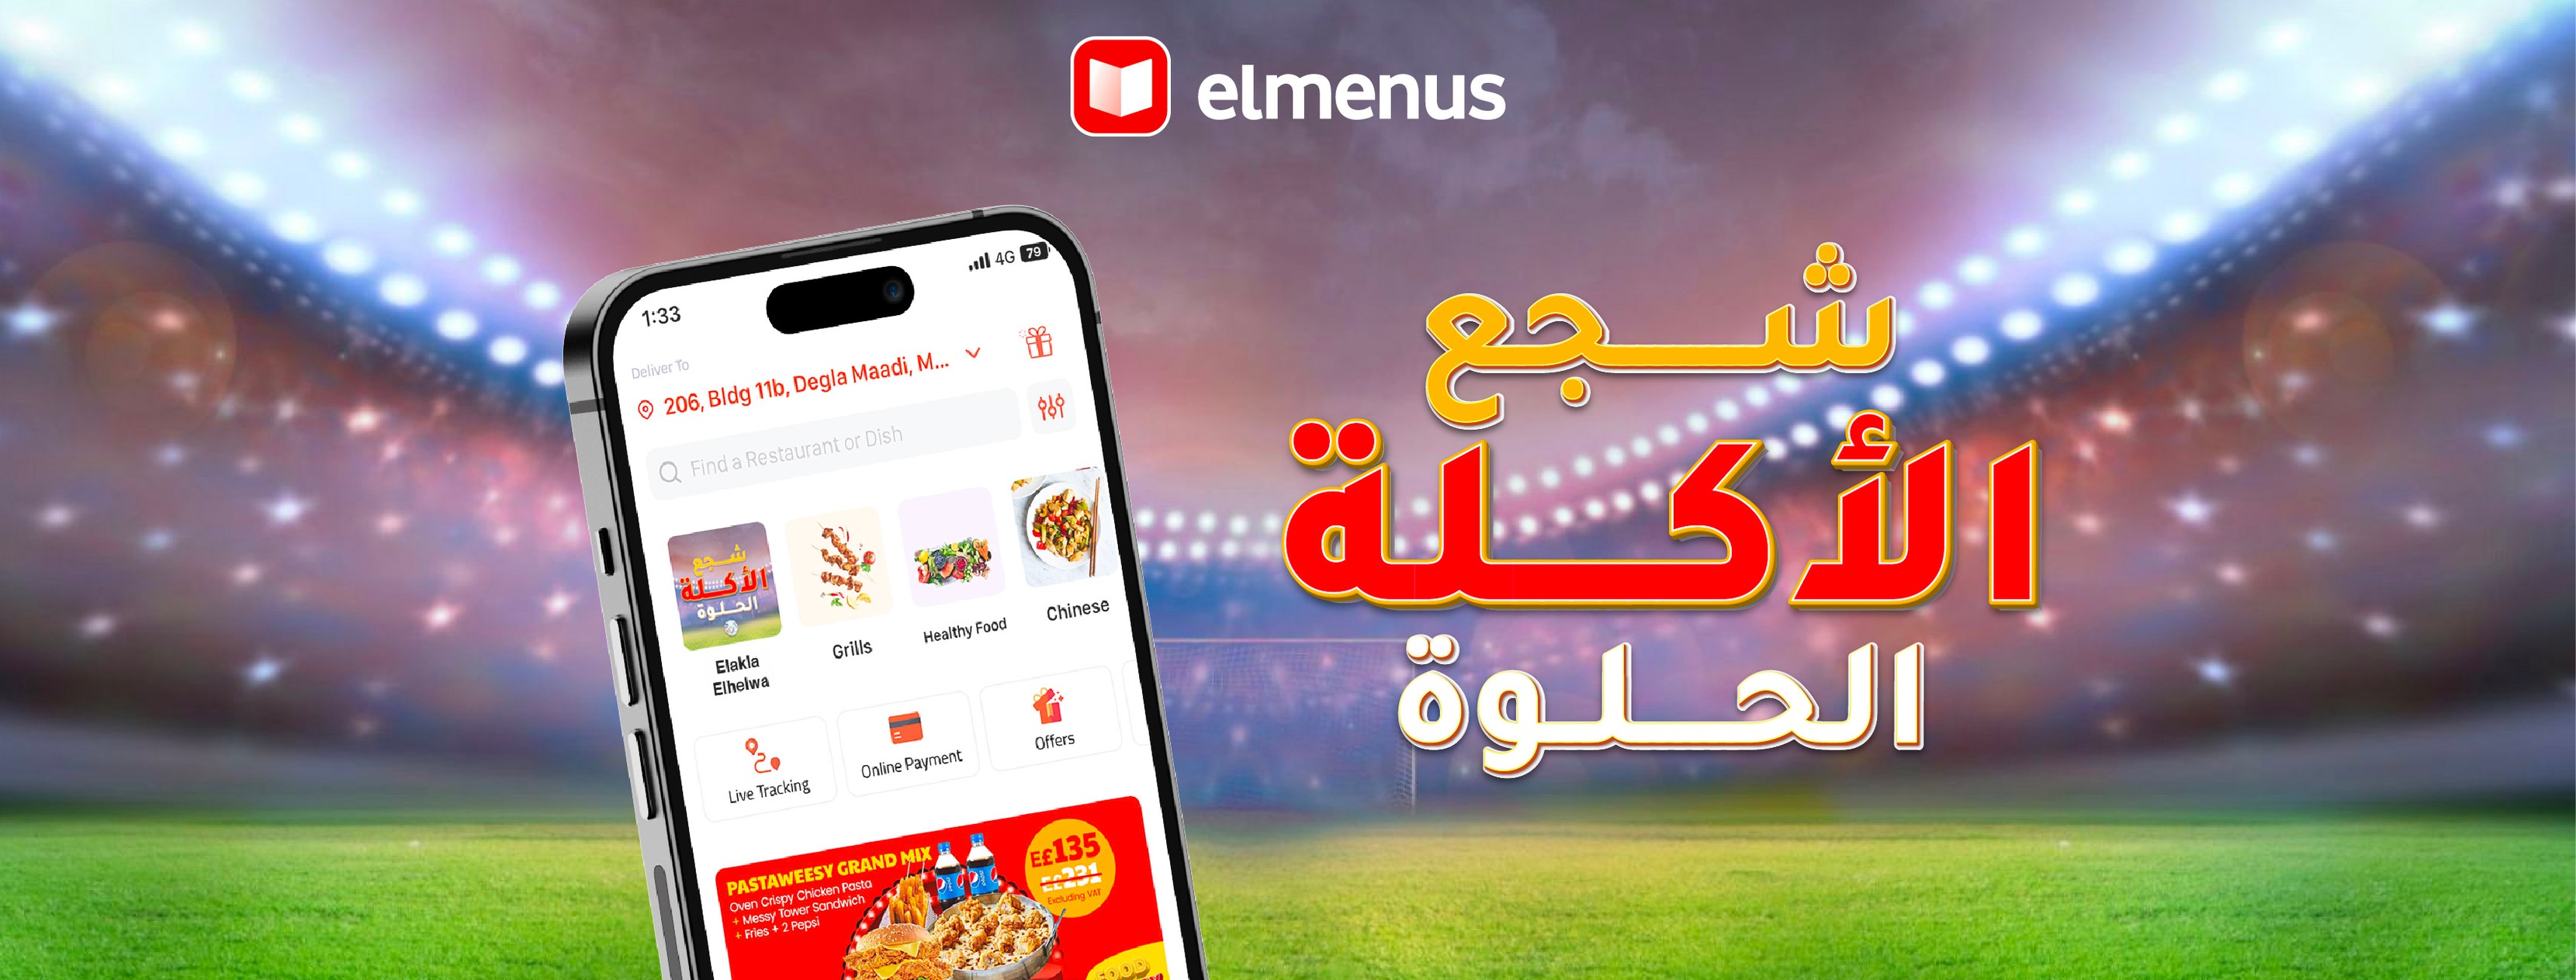 elmenus
1:33
4G 79
Deliver To
206, Bldg 11b, Degla Maadi, M...
Find a Restaurant or Dish
شجع
الأكلة
الحلوة
Elakla
Elhelwa
Grills
Healthy Food
Chinese
Live Tracking
Online Payment
Offers
PASTAWEESY GRAND MIX
Oven Crispy Chicken Pasta
+ Messy Tower Sandwich
+ Fries + 2 Pepsi
E£135
E£231
Excluding VAT
شجع
الأكلة
الحلوة